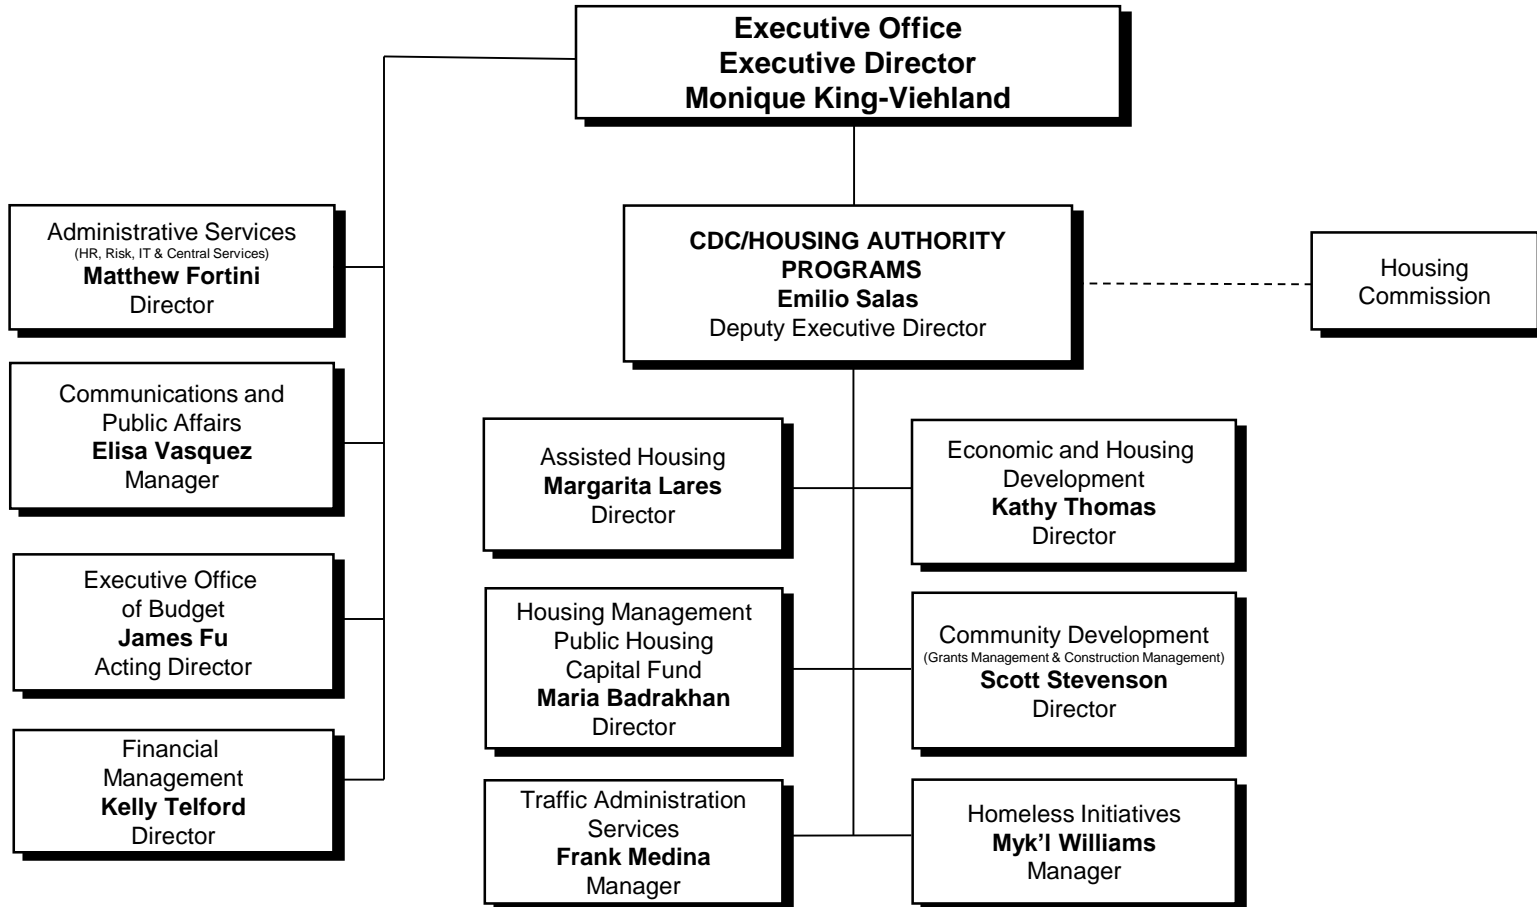 Executive Office
Executive Director
Monique King-Viehland
Administrative Services
(HR, Risk, IT & Central Services)
Matthew Fortini
Director
CDC/HOUSING AUTHORITY
PROGRAMS
Emilio Salas
Deputy Executive Director
Housing
Commission
Communications and
Public Affairs
Elisa Vasquez
Manager
Assisted Housing
Margarita Lares
Director
Economic and Housing
Development
Kathy Thomas
Director
Executive Office
of Budget
James Fu
Acting Director
Housing Management
Public Housing
Capital Fund
Maria Badrakhan
Director
Community Development
(Grants Management & Construction Management)
Scott Stevenson
Director
Financial
Management
Kelly Telford
Director
Traffic Administration
Services
Frank Medina
Manager
Homeless Initiatives
Myk’l Williams
Manager